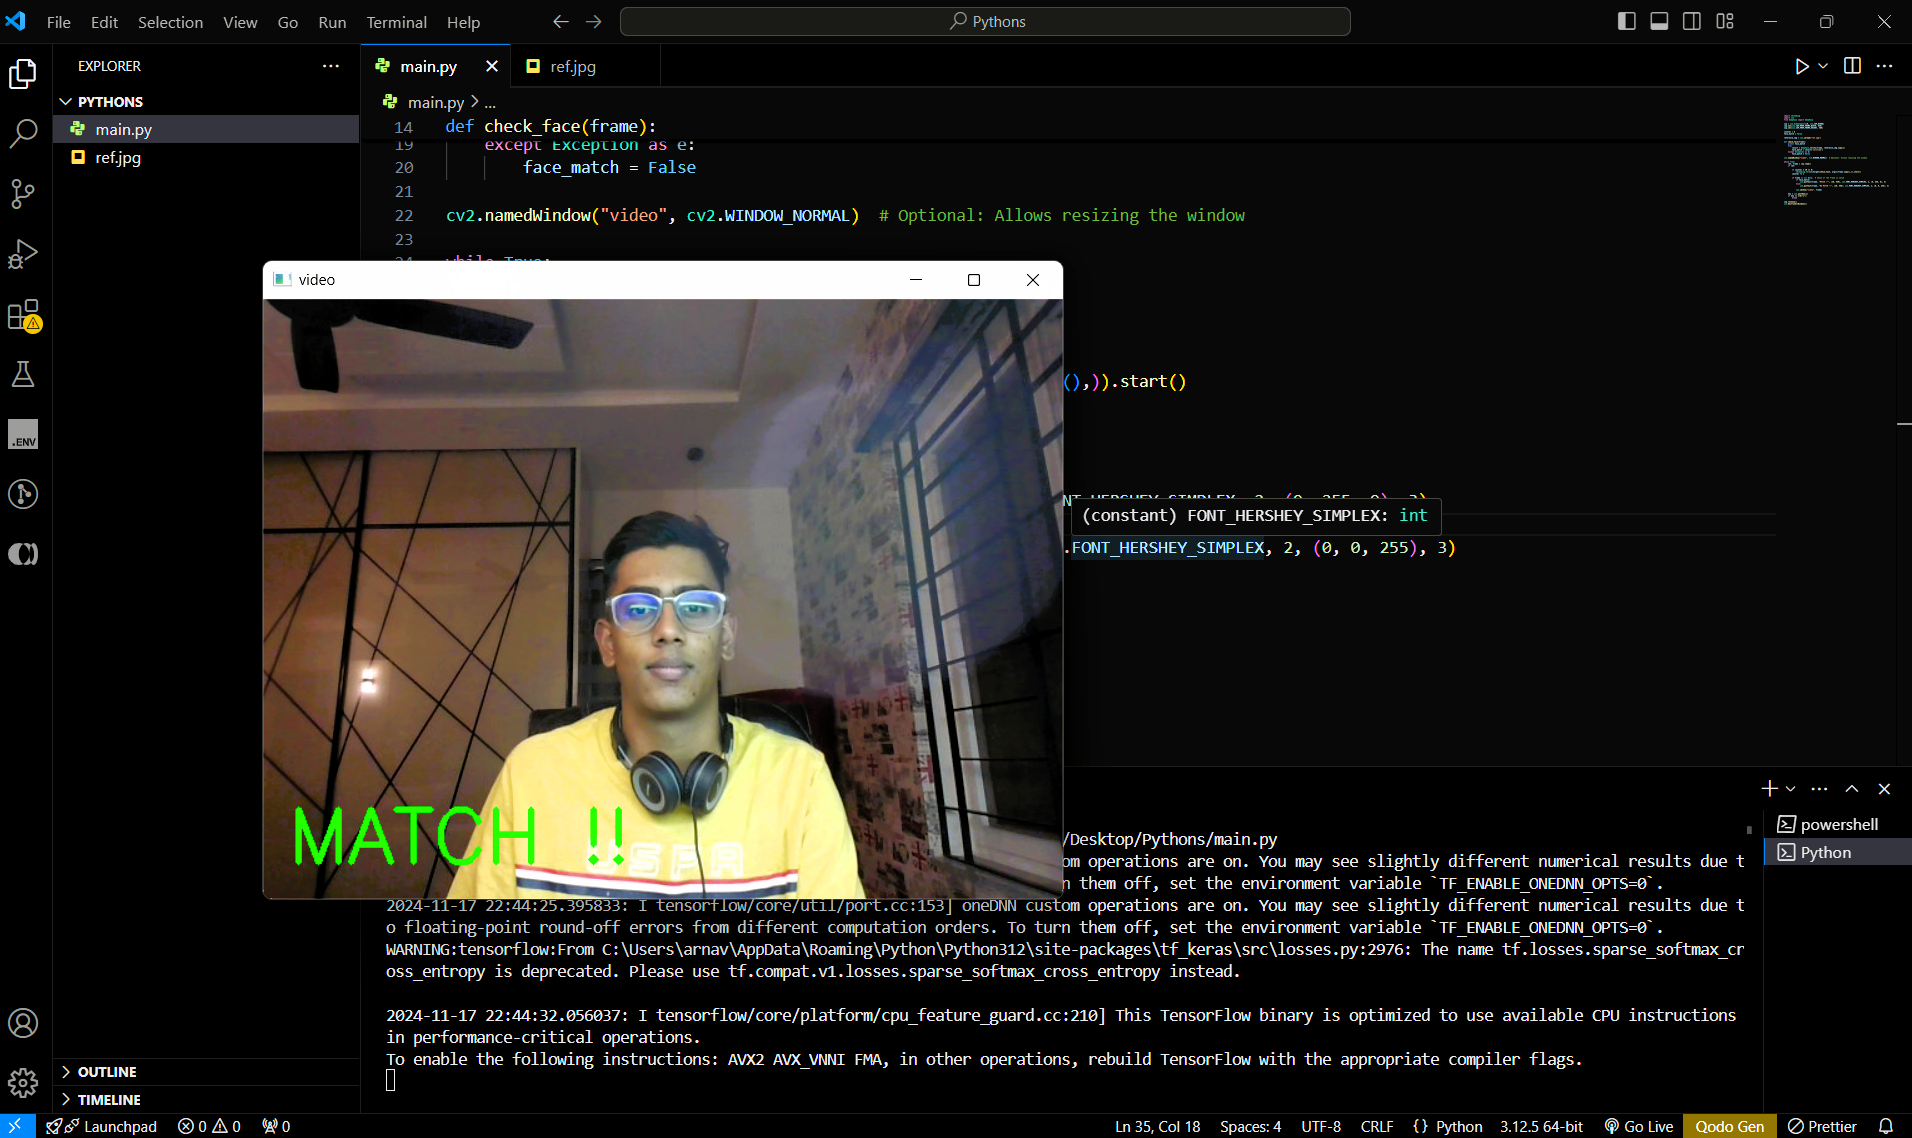 File Edit Selection View Go Run Terminal Help
Pythons
EXPLORER
PYTHONS
main.py
ref.jpg
main.py
ref.jpg
main.py > ...
14 def check_face(frame):
19 except Exception as e:
20 face_match = False
21
22 cv2.namedWindow("video", cv2.WINDOW_NORMAL)  # Optional: Allows resizing the window
23
24 while True:
video
(),)).start()
NT_HERSHEY_SIMPLEX, 2, (0, 255, 0), 3)
(constant) FONT_HERSHEY_SIMPLEX: int
.FONT_HERSHEY_SIMPLEX, 2, (0, 0, 255), 3)
MATCH !!
USPA
powershell
Python
/Desktop/Pythons/main.py
om operations are on. You may see slightly different numerical results due t
n them off, set the environment variable `TF_ENABLE_ONEDNN_OPTS=0`.
2024-11-17 22:44:25.395833: I tensorflow/core/util/port.cc:153] oneDNN custom operations are on. You may see slightly different numerical results due t
o floating-point round-off errors from different computation orders. To turn them off, set the environment variable `TF_ENABLE_ONEDNN_OPTS=0`.
WARNING:tensorflow:From C:\Users\arnav\AppData\Roaming\Python\Python312\site-packages\tf_keras\src\losses.py:2976: The name tf.losses.sparse_softmax_cr
oss_entropy is deprecated. Please use tf.compat.v1.losses.sparse_softmax_cross_entropy instead.
2024-11-17 22:44:32.056037: I tensorflow/core/platform/cpu_feature_guard.cc:210] This TensorFlow binary is optimized to use available CPU instructions
in performance-critical operations.
To enable the following instructions: AVX2 AVX_VNNI FMA, in other operations, rebuild TensorFlow with the appropriate compiler flags.
.ENV
OUTLINE
TIMELINE
Launchpad 0 0 0
Ln 35, Col 18 Spaces: 4 UTF-8 CRLF {} Python 3.12.5 64-bit Go Live Qodo Gen Prettier